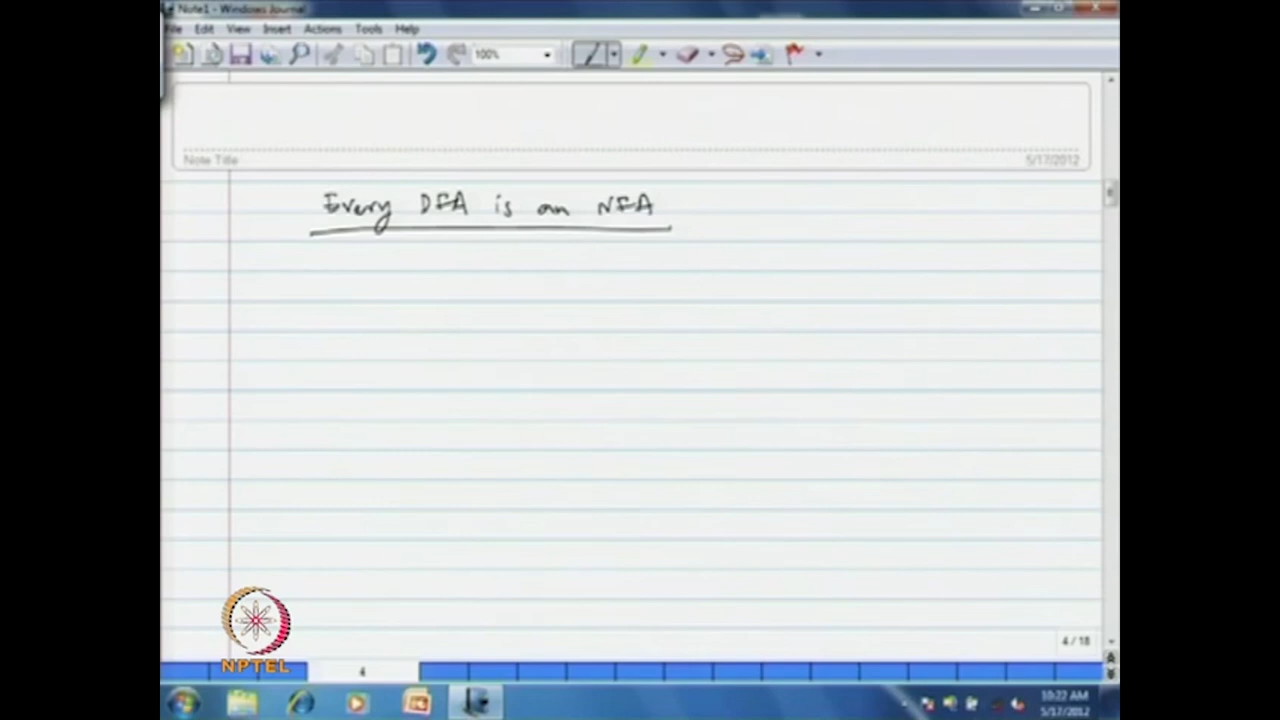 Note1 - Windows Journal
File Edit View Insert Actions Tools Help
100%
Note Title
5/17/2012
Every DFA is an NFA
4 / 18
NPTEL
4
10:22 AM
5/17/2012